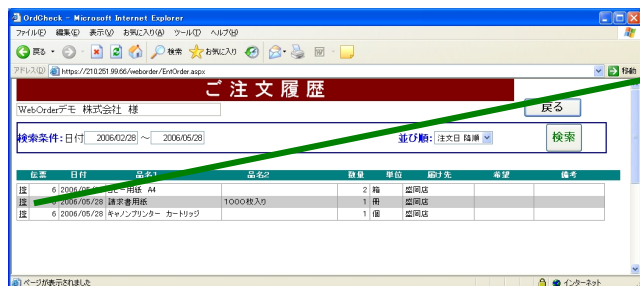 OrdCheck - Microsoft Internet Explorer
ファイル(F) 編集(E) 表示(V) お気に入り(A) ツール(T) ヘルプ(H)
戻る 検索 お気に入り
アドレス(D) https://210.251.99.66/weborder/EntOrder.aspx 移動
ご注文履歴
WebOrderデモ 株式会社 様 戻る
検索条件:日付 2006/02/28 ～ 2006/05/28 並び順: 注文日 降順 検索
伝票 日付 品名1 品名2 数量 単位 届け先 希望 備考
控 6 コピー用紙 A4 2 箱 盛岡店
控 6 2006/05/28 請求書用紙 1000枚入り 1 冊 盛岡店
控 6 2006/05/28 キャノンプリンター カートリッジ 1 個 盛岡店
ページが表示されました インターネット